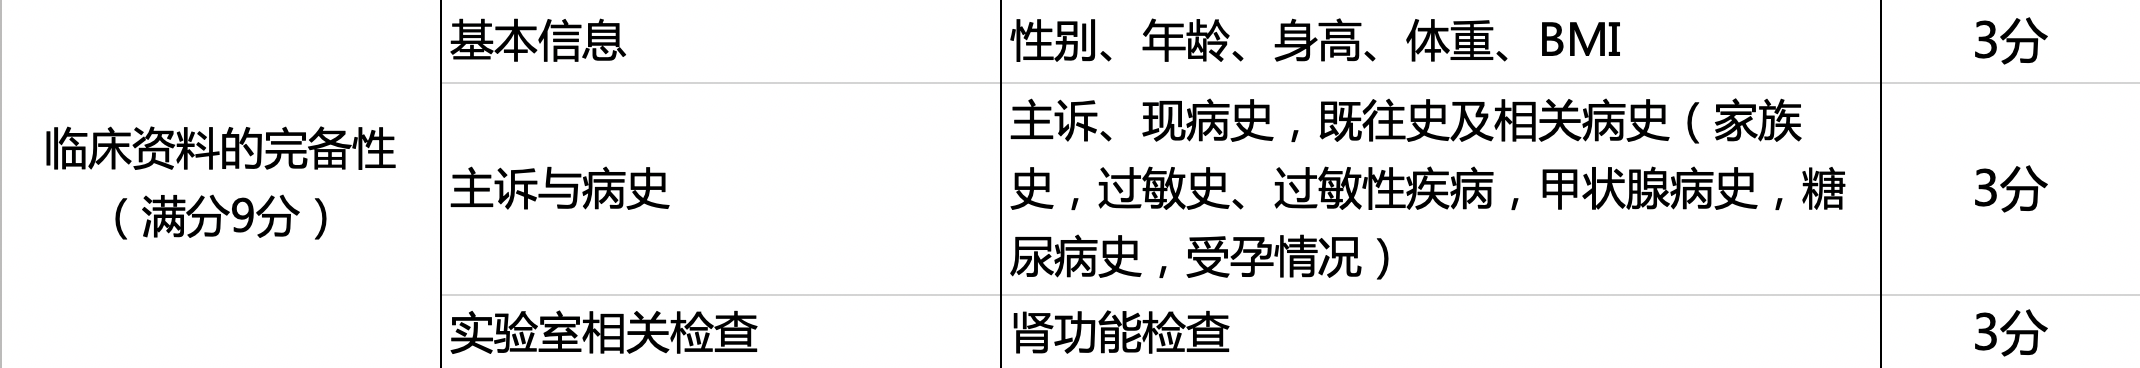 临床资料的完备性
（满分9分）
基本信息
性别、年龄、身高、体重、BMI
3分
主诉与病史
主诉、现病史，既往史及相关病史（家族
史，过敏史、过敏性疾病，甲状腺病史，糖
尿病史，受孕情况）
3分
实验室相关检查
肾功能检查
3分